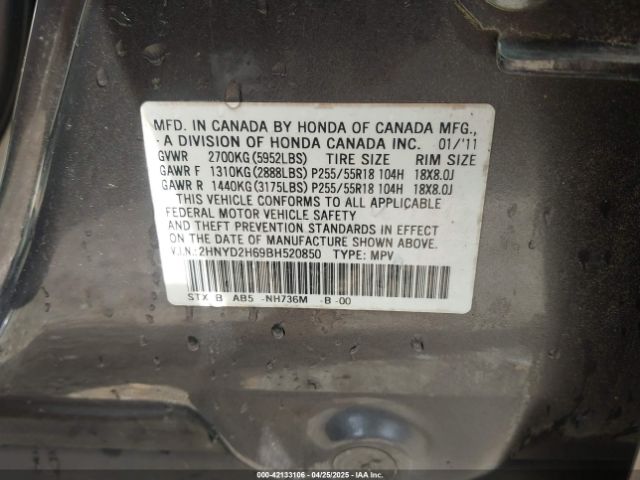 MFD. IN CANADA BY HONDA OF CANADA MFG.,
A DIVISION OF HONDA CANADA INC. 01/'11
GVWR 2700KG(5952LBS) TIRE SIZE RIM SIZE
GAWR F 1310KG(2888LBS) P255/55R18 104H 18X8.0J
GAWR R 1440KG(3175LBS) P255/55R18 104H 18X8.0J
THIS VEHICLE CONFORMS TO ALL APPLICABLE
FEDERAL MOTOR VEHICLE SAFETY
AND THEFT PREVENTION STANDARDS IN EFFECT
ON THE DATE OF MANUFACTURE SHOWN ABOVE.
V.I.N.:2HNYD2H69BH520850 TYPE: MPV
STX B AB5 -NH736M -B -00
000-42133106 - 04/25/2025 - IAAI.com